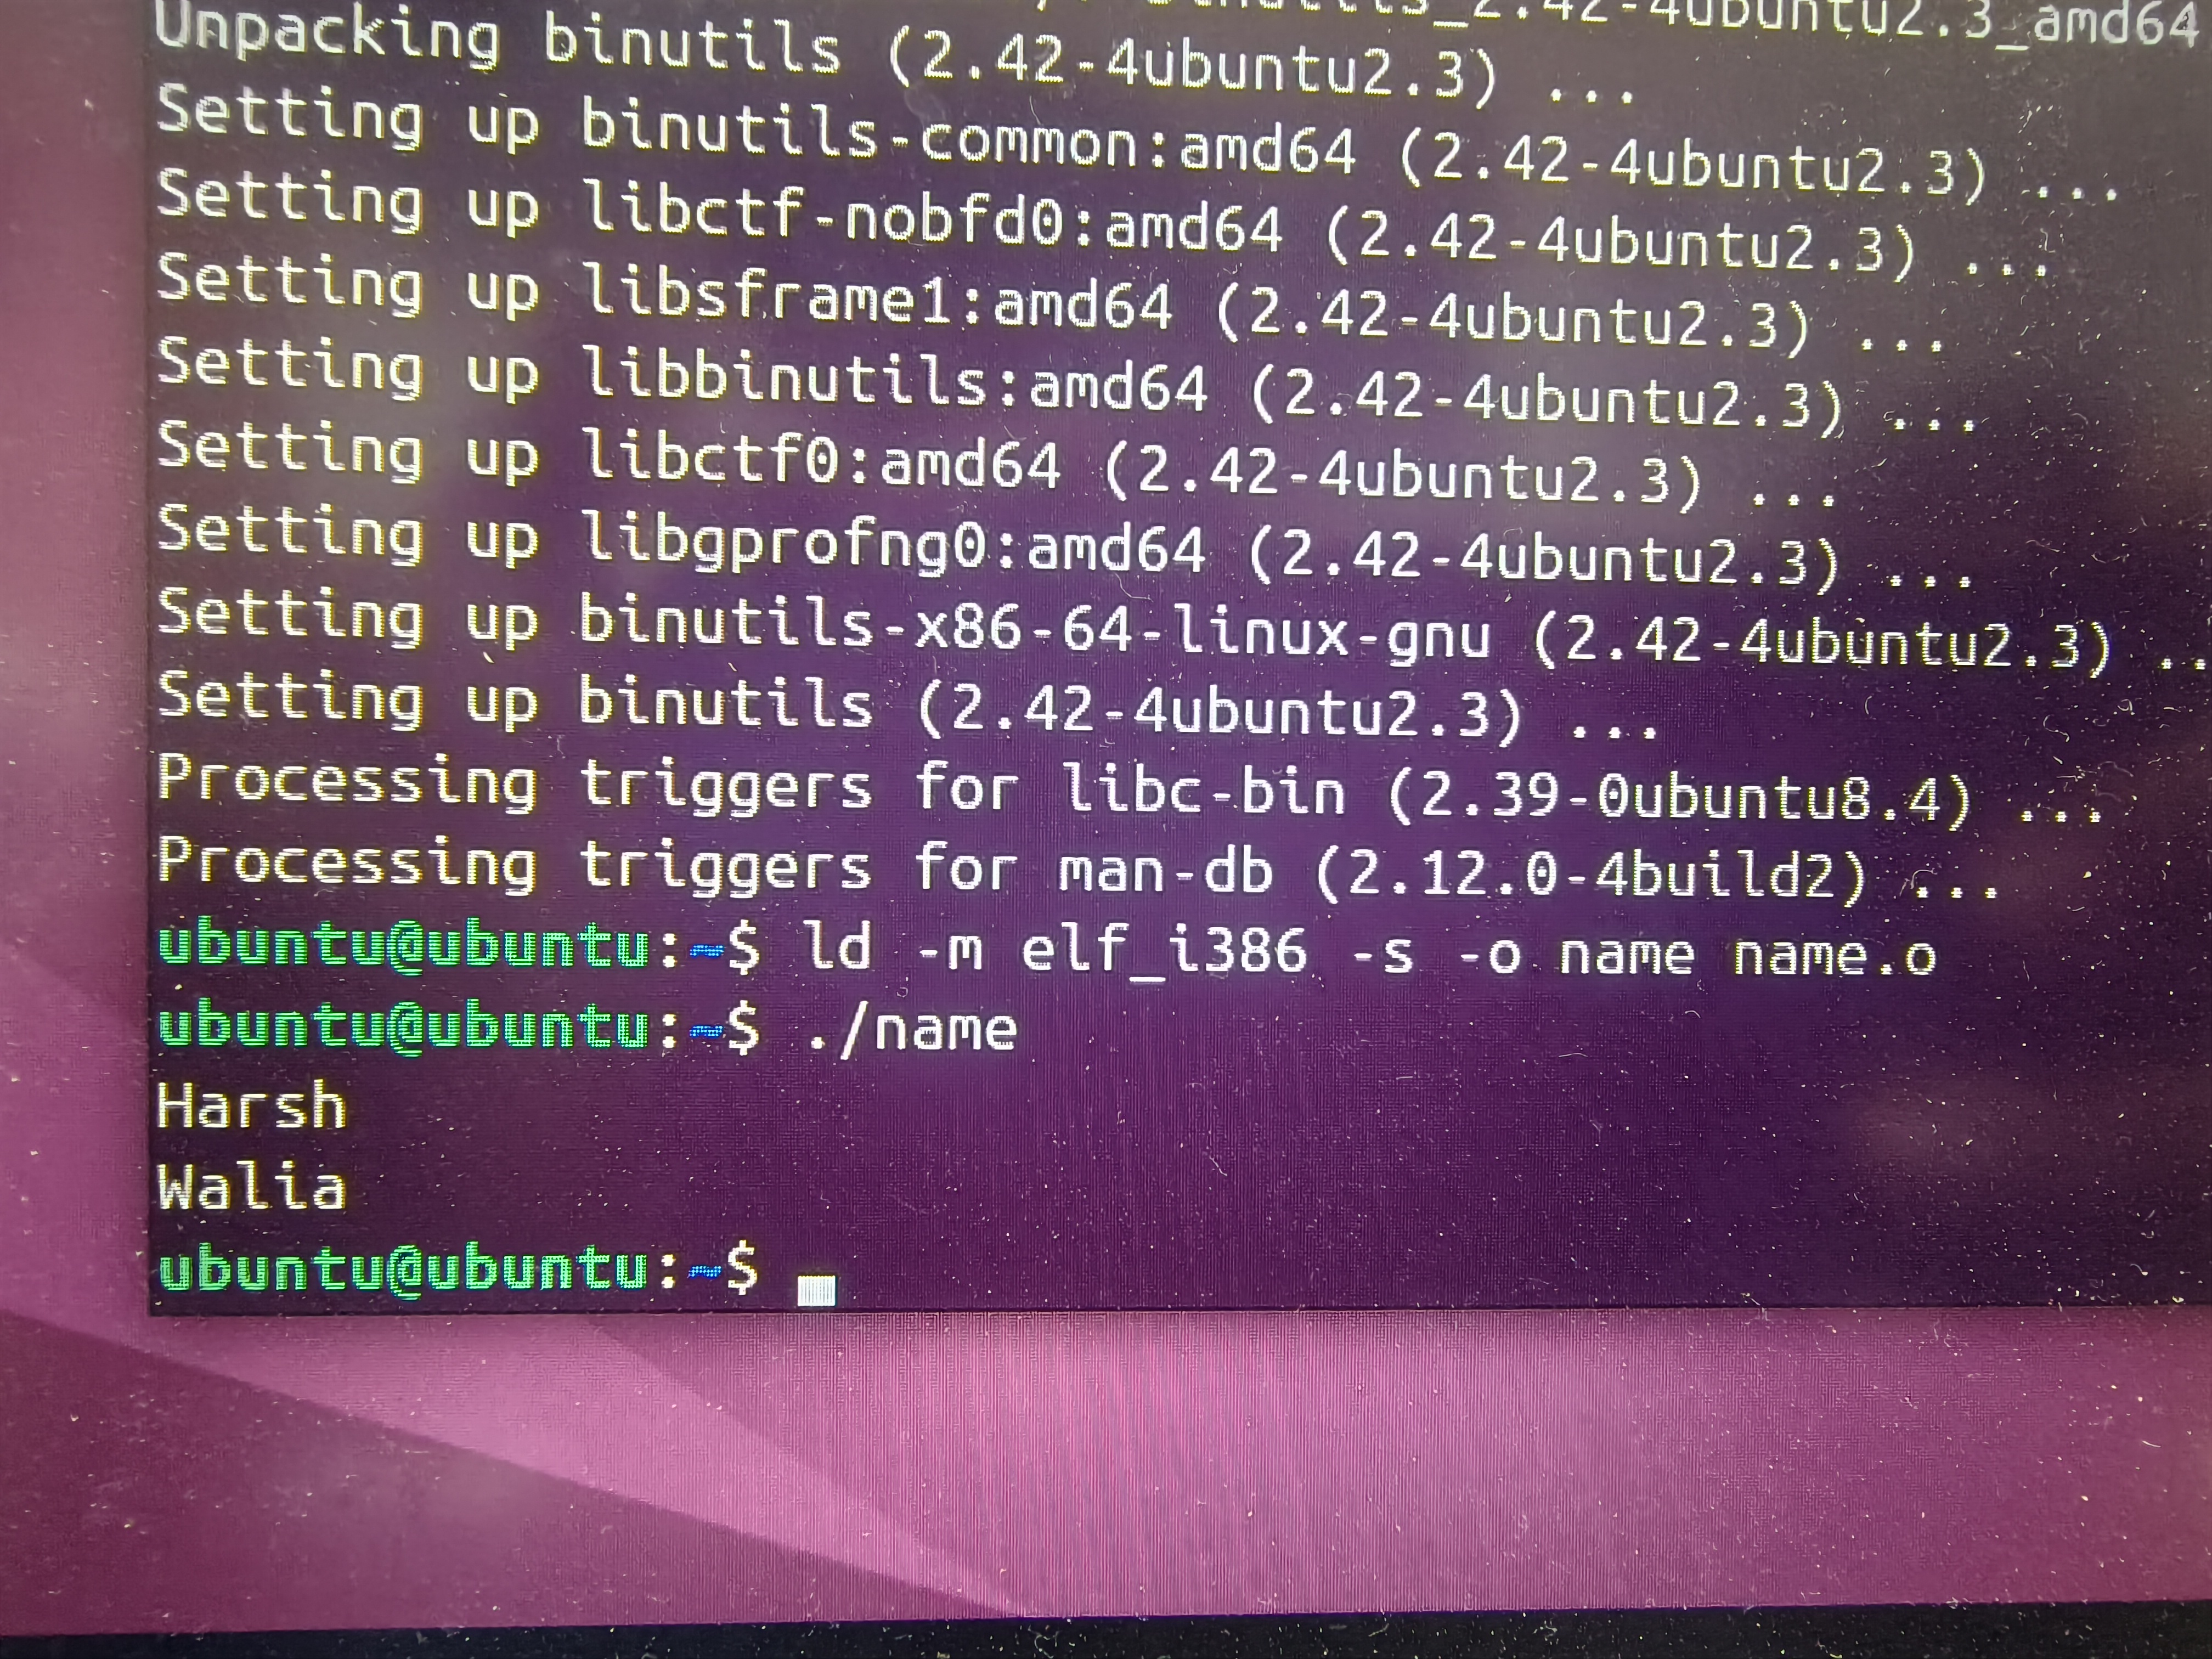 _2.42-4ubuntu2.3_amd64
Unpacking binutils (2.42-4ubuntu2.3) ...
Setting up binutils-common:amd64 (2.42-4ubuntu2.3) ...
Setting up libctf-nobfd0:amd64 (2.42-4ubuntu2.3) ...
Setting up libsframe1:amd64 (2.42-4ubuntu2.3) ...
Setting up libbinutils:amd64 (2.42-4ubuntu2.3) ...
Setting up libctf0:amd64 (2.42-4ubuntu2.3) ...
Setting up libgprofng0:amd64 (2.42-4ubuntu2.3) ...
Setting up binutils-x86-64-linux-gnu (2.42-4ubuntu2.3) ..
Setting up binutils (2.42-4ubuntu2.3) ...
Processing triggers for libc-bin (2.39-0ubuntu8.4) ...
Processing triggers for man-db (2.12.0-4build2) ...
ubuntu@ubuntu:~$ ld -m elf_i386 -s -o name name.o
ubuntu@ubuntu:~$ ./name
Harsh
Walia
ubuntu@ubuntu:~$